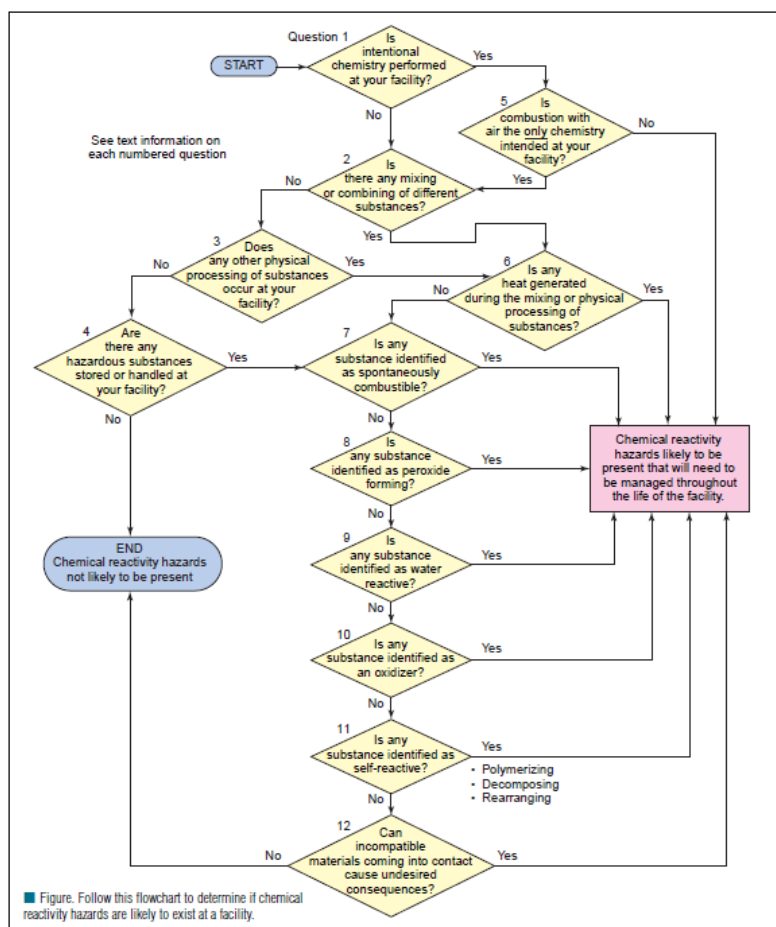 Question 1
Is
intentional
chemistry performed
at your facility?
START
Yes
No
5
Is
combustion with
air the only chemistry
intended at your
facility?
No
Yes
See text information on
each numbered question
2
Is
there any mixing
or combining of different
substances?
No
Yes
3
Does
any other physical
processing of substances
occur at your
facility?
No
Yes
6
Is any
heat generated
during the mixing or physical
processing of
substances?
No
Yes
4
Are
there any
hazardous substances
stored or handled at
your facility?
Yes
No
7
Is any
substance identified
as spontaneously
combustible?
Yes
No
8
Is
any substance
identified as peroxide
forming?
Yes
No
Chemical reactivity
hazards likely to be
present that will need to
be managed throughout
the life of the facility.
END
Chemical reactivity hazards
not likely to be present
9
Is
any substance
identified as water
reactive?
Yes
No
10
Is any
substance identified as
an oxidizer?
Yes
No
11
Is any
substance identified as
self-reactive?
Yes
• Polymerizing
• Decomposing
• Rearranging
No
12
Can
incompatible
materials coming into contact
cause undesired
consequences?
No
Yes
■ Figure. Follow this flowchart to determine if chemical
reactivity hazards are likely to exist at a facility.